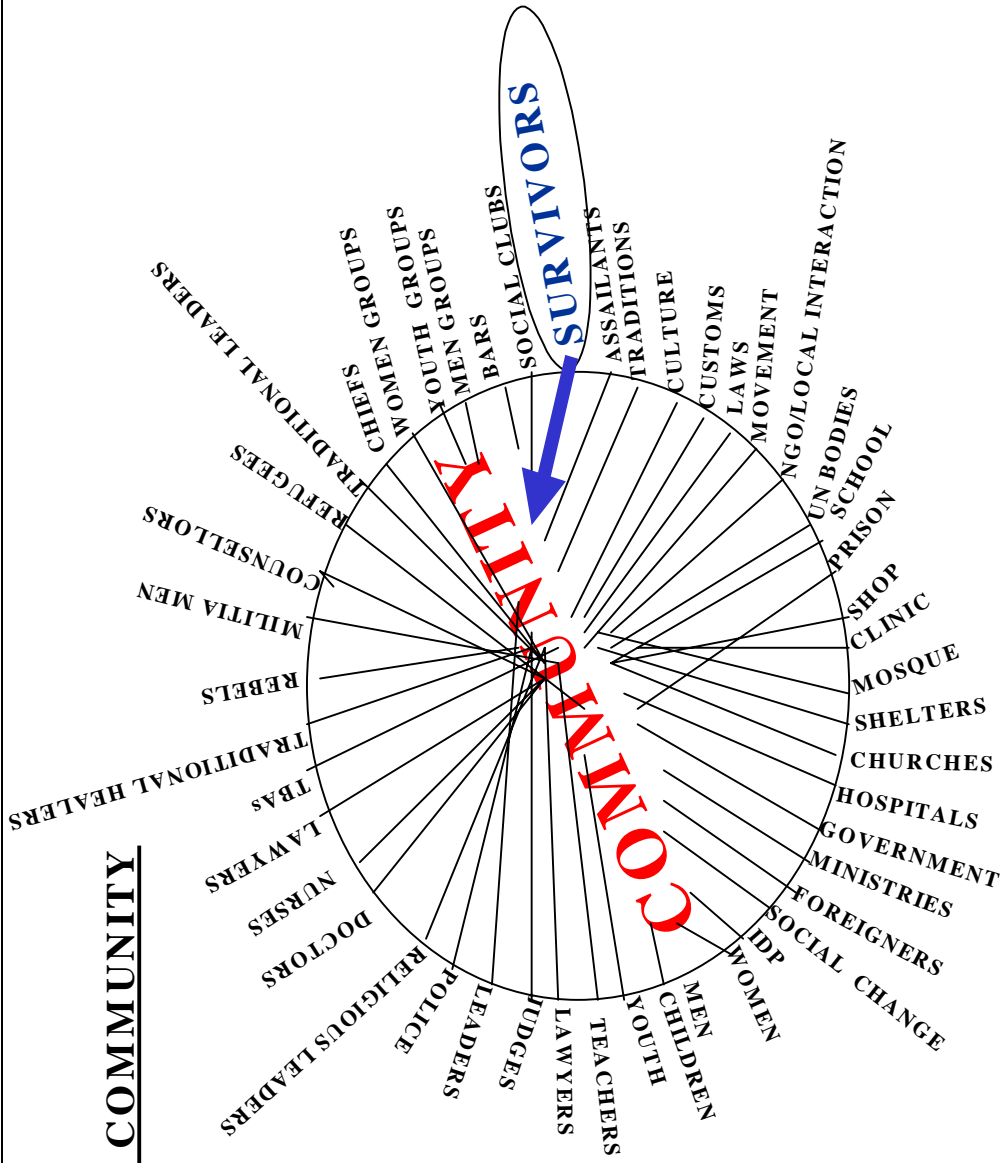 COMMUNITY
SURVIVORS
COMMUNITY
ASSAILANTS
TRADITIONS
CULTURE
CUSTOMS
LAWS
MOVEMENT
NGO/LOCAL INTERACTION
UN BODIES
SCHOOL
PRISON
SHOP
CLINIC
MOSQUE
SHELTERS
CHURCHES
HOSPITALS
GOVERNMENT
MINISTRIES
FOREIGNERS
SOCIAL CHANGE
IDP
WOMEN
MEN
CHILDREN
YOUTH
TEACHERS
LAWYERS
JUDGES
LEADERS
POLICE
RELIGIOUS LEADERS
DOCTORS
NURSES
LAWYERS
TBAs
TRADITIONAL HEALERS
REBELS
MILITIA MEN
COUNSELLORS
REFUGEES
TRADITIONAL LEADERS
CHIEFS
WOMEN GROUPS
YOUTH GROUPS
MEN GROUPS
BARS
SOCIAL CLUBS